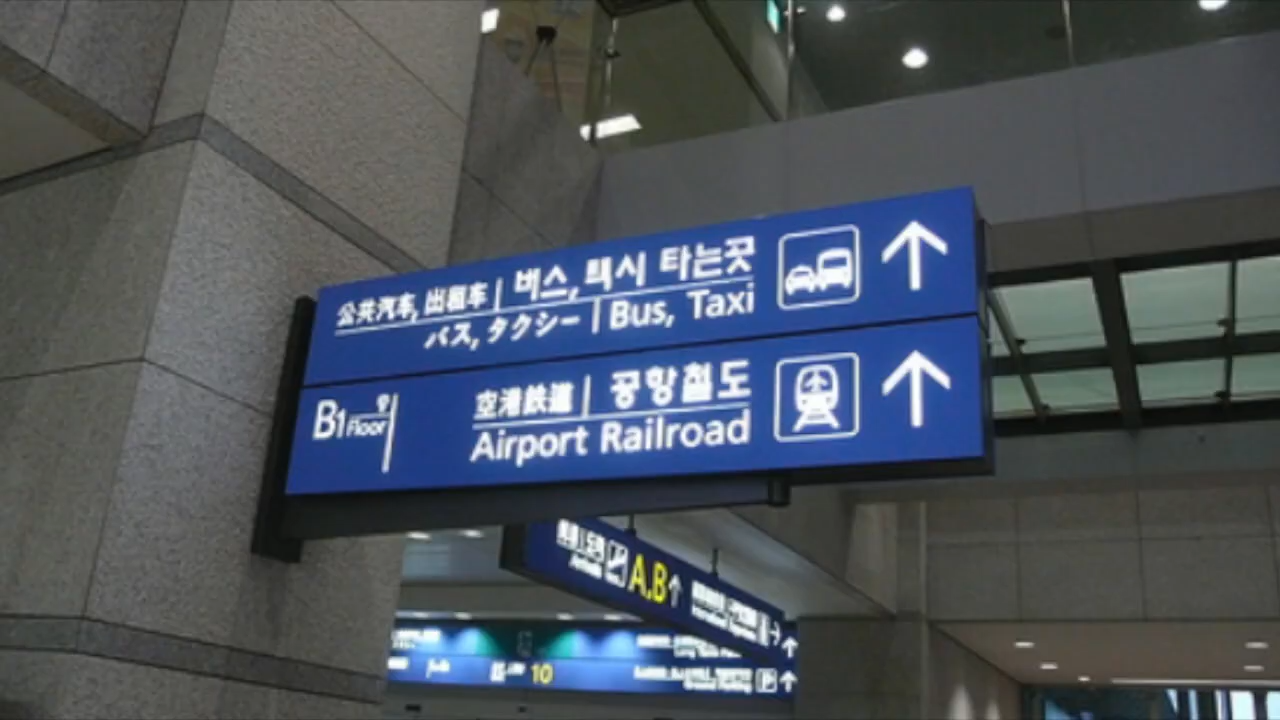 公共汽车, 出租车 | 버스, 택시 타는곳
バス, タクシー | Bus, Taxi
B1 Floor
空港鉄道 | 공항철도
Airport Railroad
A,B
10